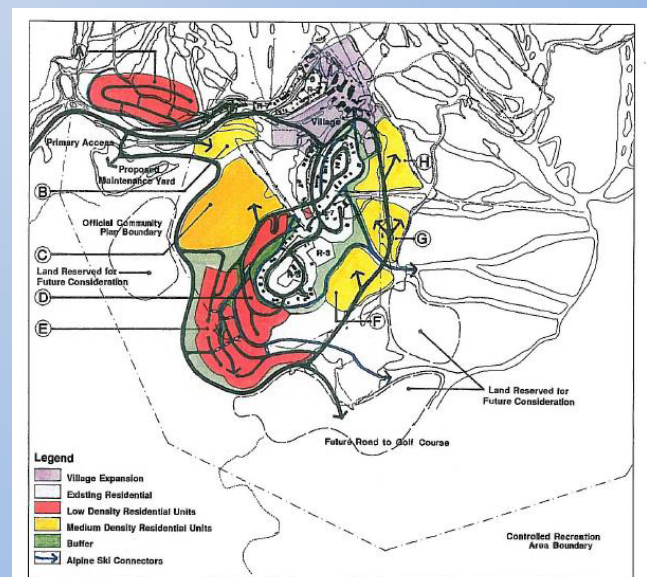 A
Village
Primary Access
Proposed
Maintenance Yard
B
H
Official Community
Plan Boundary
C
G
R-8
Land Reserved for
Future Consideration
D
E
F
Land Reserved for
Future Consideration
Future Road to Golf Course
Legend
Village Expansion
Existing Residential
Low Density Residential Units
Medium Density Residential Units
Buffer
Alpine Ski Connectors
Controlled Recreation
Area Boundary